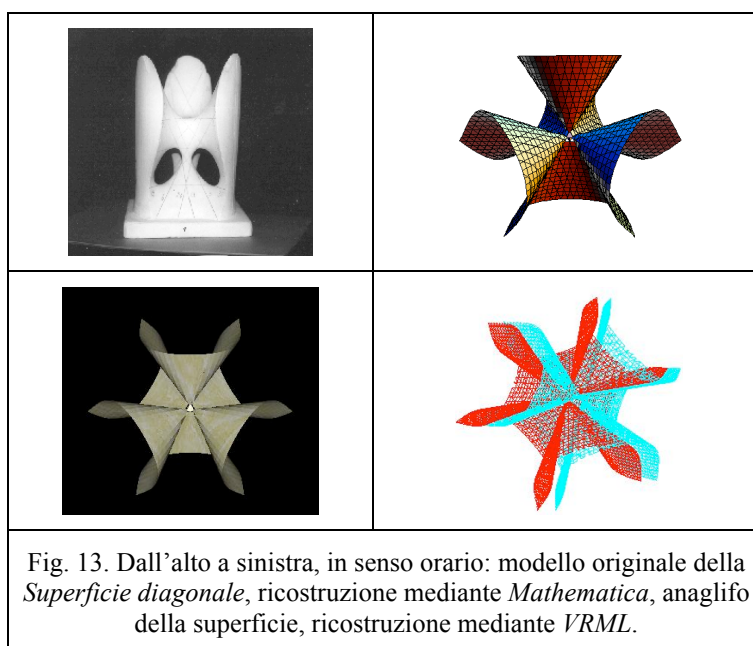 Fig. 13. Dall’alto a sinistra, in senso orario: modello originale della
Superficie diagonale, ricostruzione mediante Mathematica, anaglifo
della superficie, ricostruzione mediante VRML.